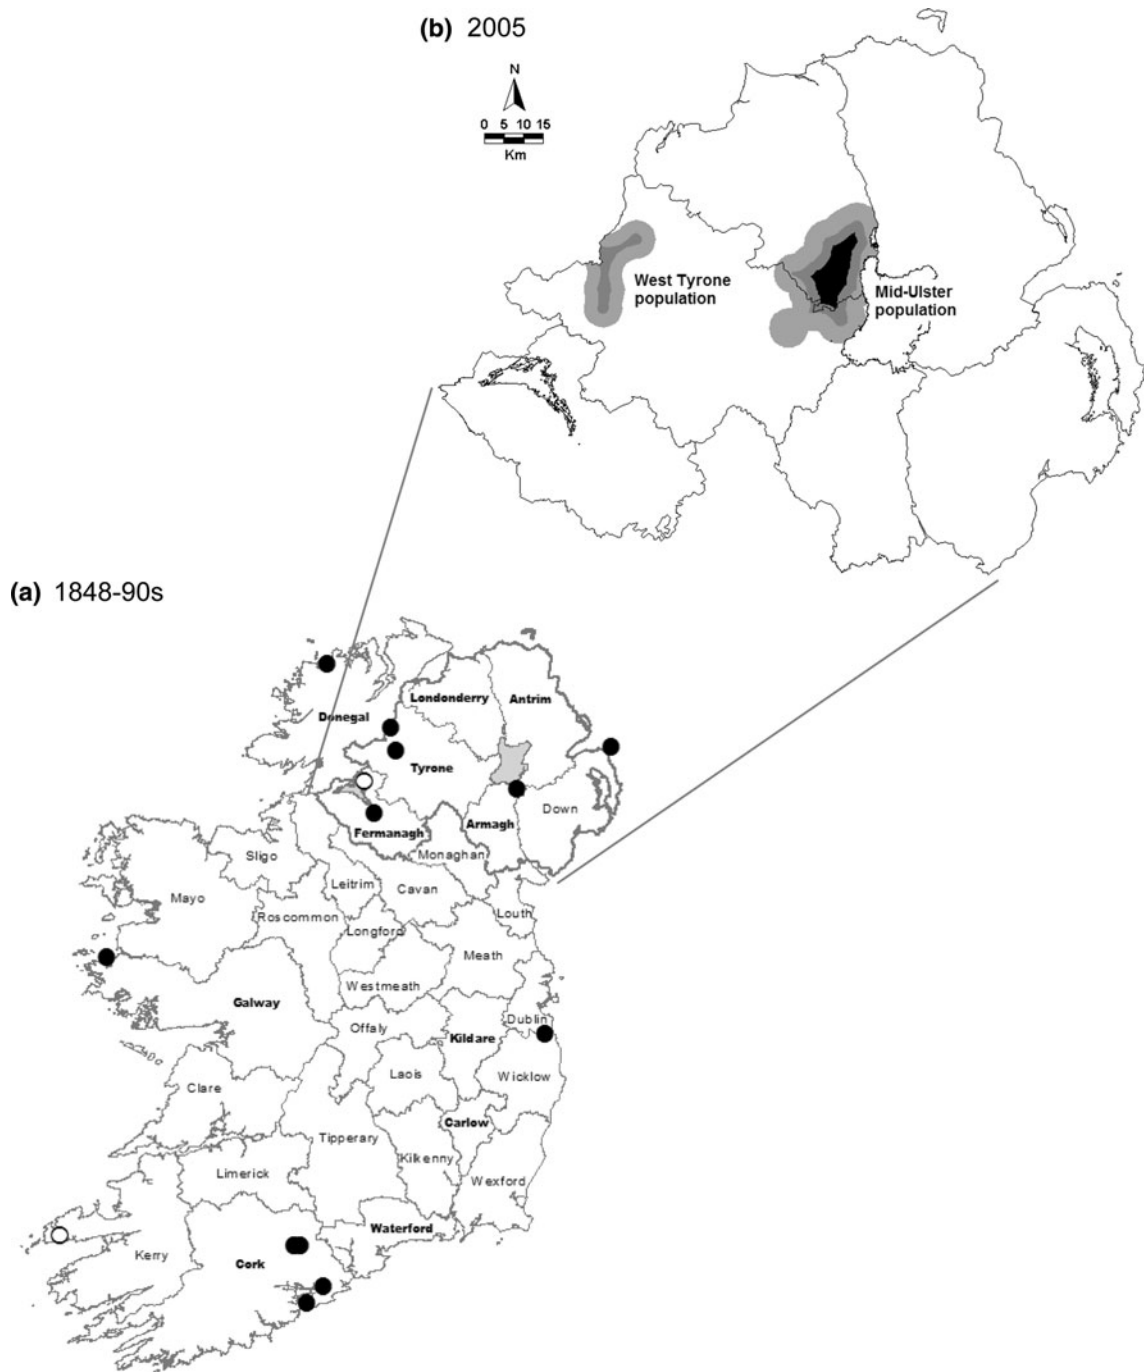 (b) 2005
N
0 5 10 15
Km
West Tyrone
population
Mid-Ulster
population
(a) 1848-90s
Londonderry
Antrim
Donegal
Tyrone
Down
Armagh
Fermanagh
Monaghan
Sligo
Leitrim
Cavan
Mayo
Roscommon
Louth
Longford
Meath
Westmeath
Galway
Dublin
Offaly
Kildare
Laois
Wicklow
Clare
Carlow
Tipperary
Kilkenny
Limerick
Wexford
Waterford
Kerry
Cork